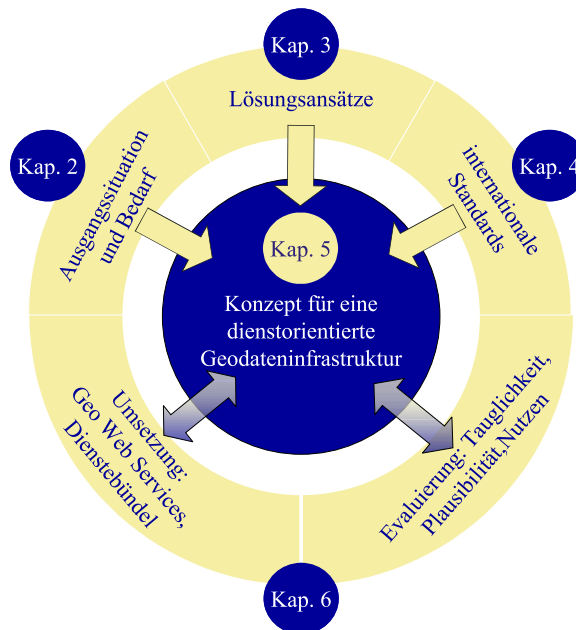 Kap. 3
Lösungsansätze
Kap. 2
Ausgangssituation
und Bedarf
Kap. 4
internationale
Standards
Kap. 5
Konzept für eine
dienstorientierte
Geodateninfrastruktur
Umsetzung:
Geo Web Services,
Dienstebündel
Evaluierung: Tauglichkeit,
Plausibilität,Nutzen
Kap. 6